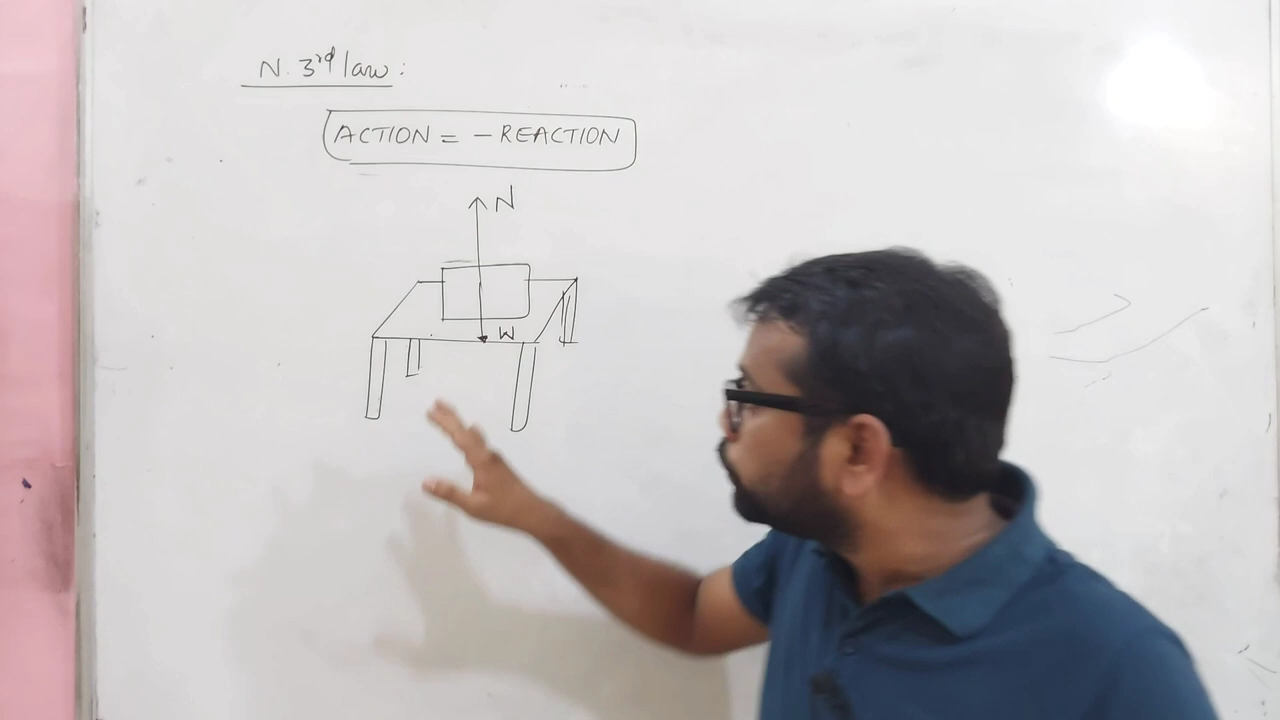 N. 3rd law:
ACTION = - REACTION
N
W